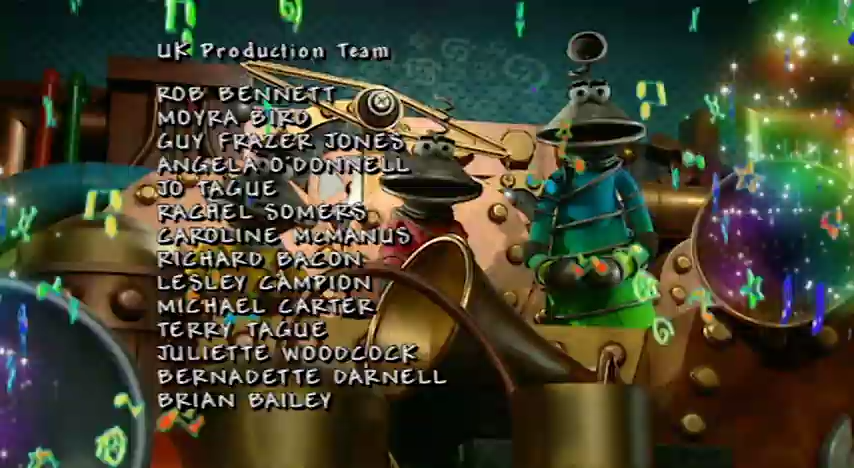 UK Production Team
ROB BENNETT
MOYRA BIRD
GUY FRAZER JONES
ANGELA O'DONNELL
JO TAGUE
RACHEL SOMERS
CAROLINE McMANUS
RICHARD BACON
LESLEY CAMPION
MICHAEL CARTER
TERRY TAGUE
JULIETTE WOODCOCK
BERNADETTE DARNELL
BRIAN BAILEY